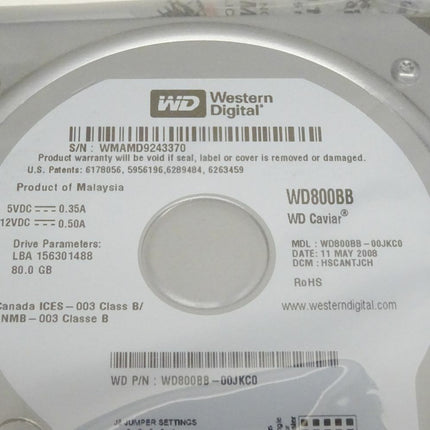 WD Western Digital®
S/N : WMAMD9243370
Product warranty will be void if seal, label or cover is removed or damaged.
U.S. Patents: 6178056, 5956196,6289484, 6263459
Product of Malaysia
5VDC 0.35A
12VDC 0.50A
Drive Parameters:
LBA 156301488
80.0 GB
Canada ICES-003 Class B/
NMB-003 Classe B
WD800BB
WD Caviar®
MDL : WD800BB-00JKC0
DATE: 11 MAY 2008
DCM : HSCANTJCH
RoHS
www.westerndigital.com
WD P/N : WD800BB-00JKC0
JUMPER SETTINGS